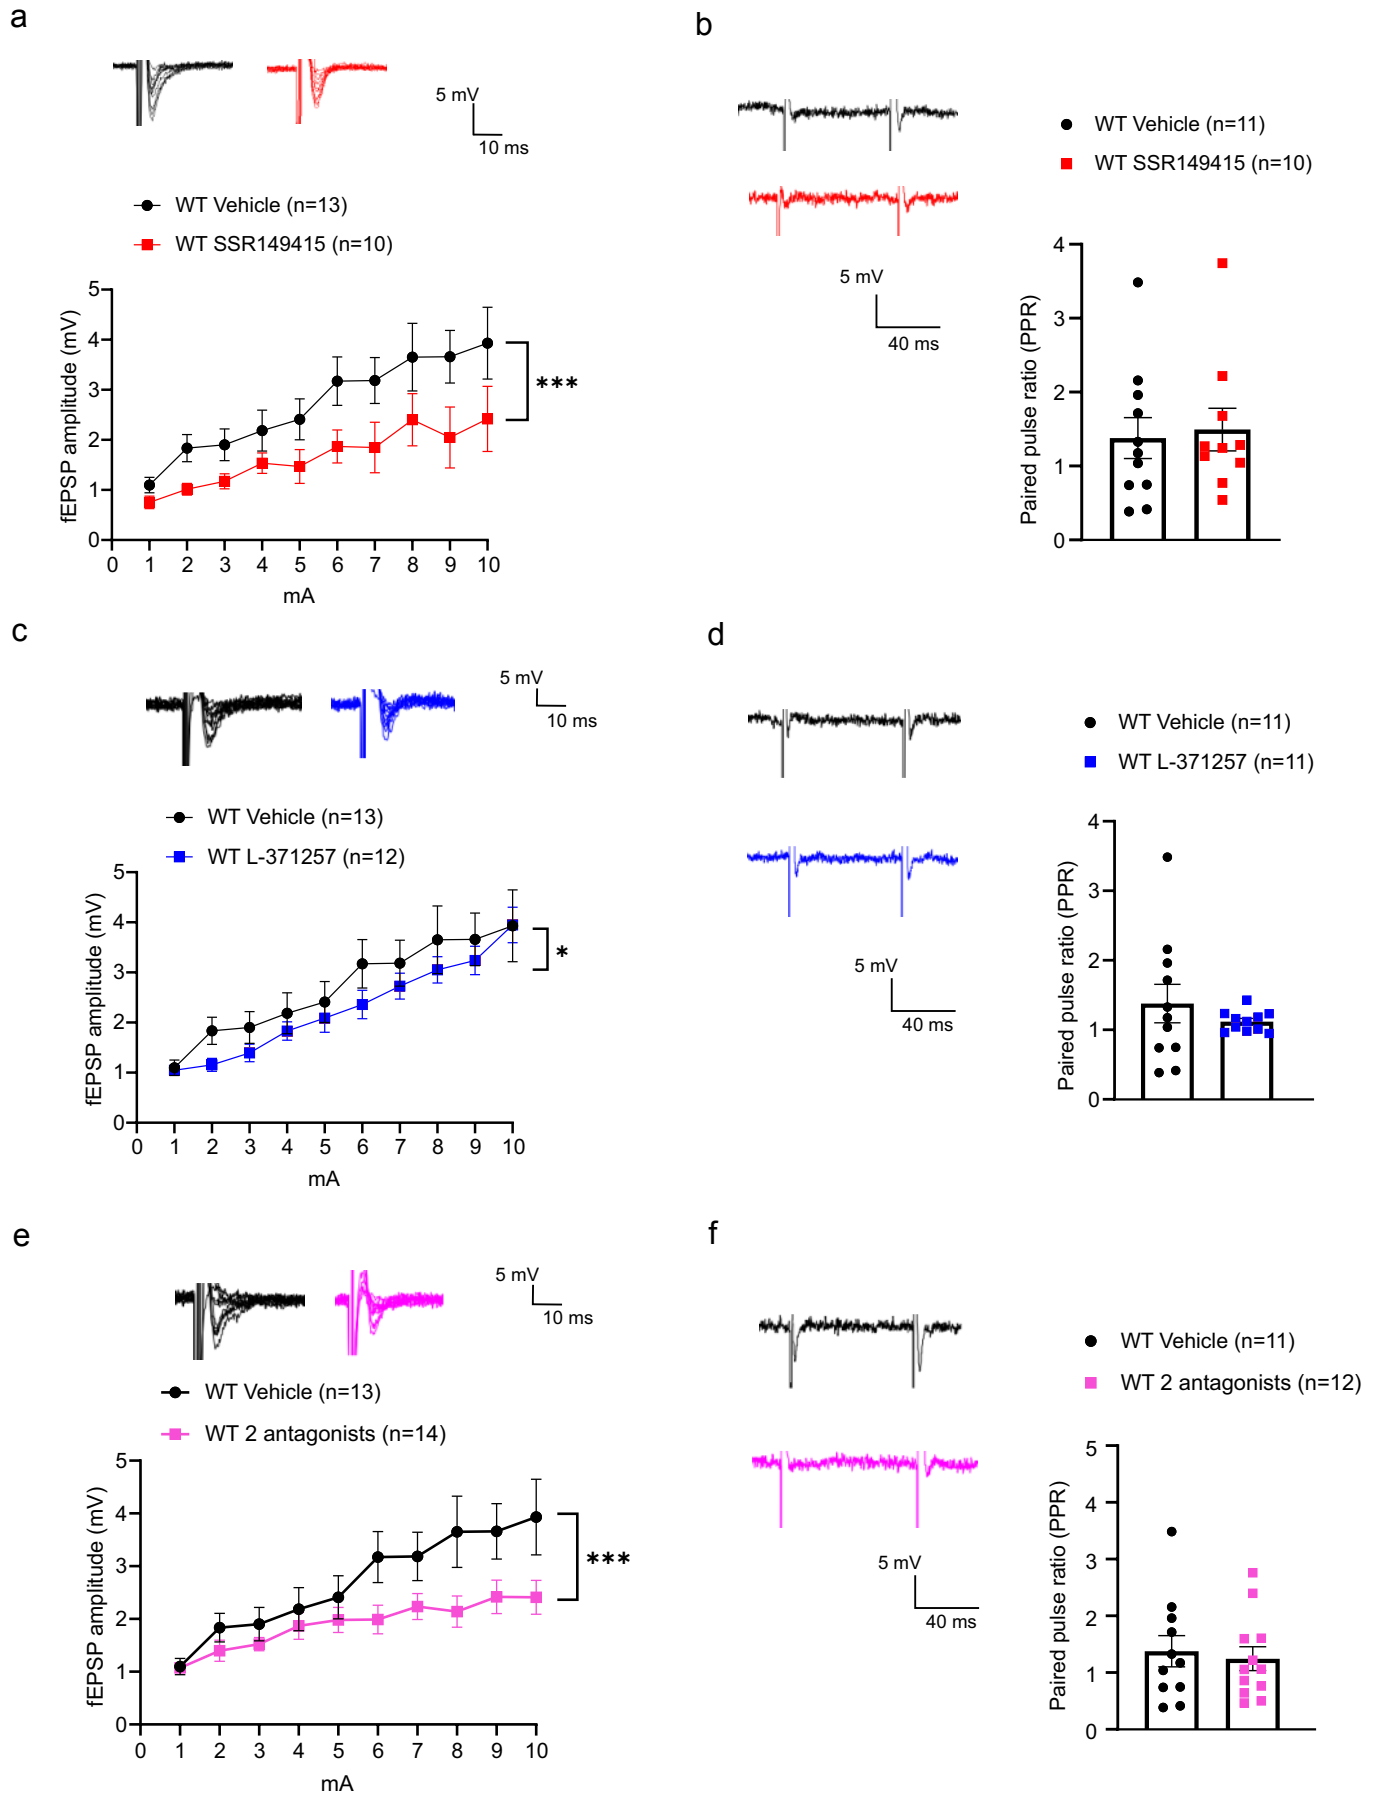 a
5 mV
10 ms
WT Vehicle (n=13)
WT SSR149415 (n=10)
fEPSP amplitude (mV)
5
4
3
2
1
0
***
0 1 2 3 4 5 6 7 8 9 10
mA
b
WT Vehicle (n=11)
WT SSR149415 (n=10)
5 mV
40 ms
Paired pulse ratio (PPR)
4
3
2
1
0
c
5 mV
10 ms
WT Vehicle (n=13)
WT L-371257 (n=12)
fEPSP amplitude (mV)
5
4
3
2
1
0
*
0 1 2 3 4 5 6 7 8 9 10
mA
d
WT Vehicle (n=11)
WT L-371257 (n=11)
5 mV
40 ms
Paired pulse ratio (PPR)
4
3
2
1
0
e
5 mV
10 ms
WT Vehicle (n=13)
WT 2 antagonists (n=14)
fEPSP amplitude (mV)
5
4
3
2
1
0
***
0 1 2 3 4 5 6 7 8 9 10
mA
f
WT Vehicle (n=11)
WT 2 antagonists (n=12)
5 mV
40 ms
Paired pulse ratio (PPR)
5
4
3
2
1
0